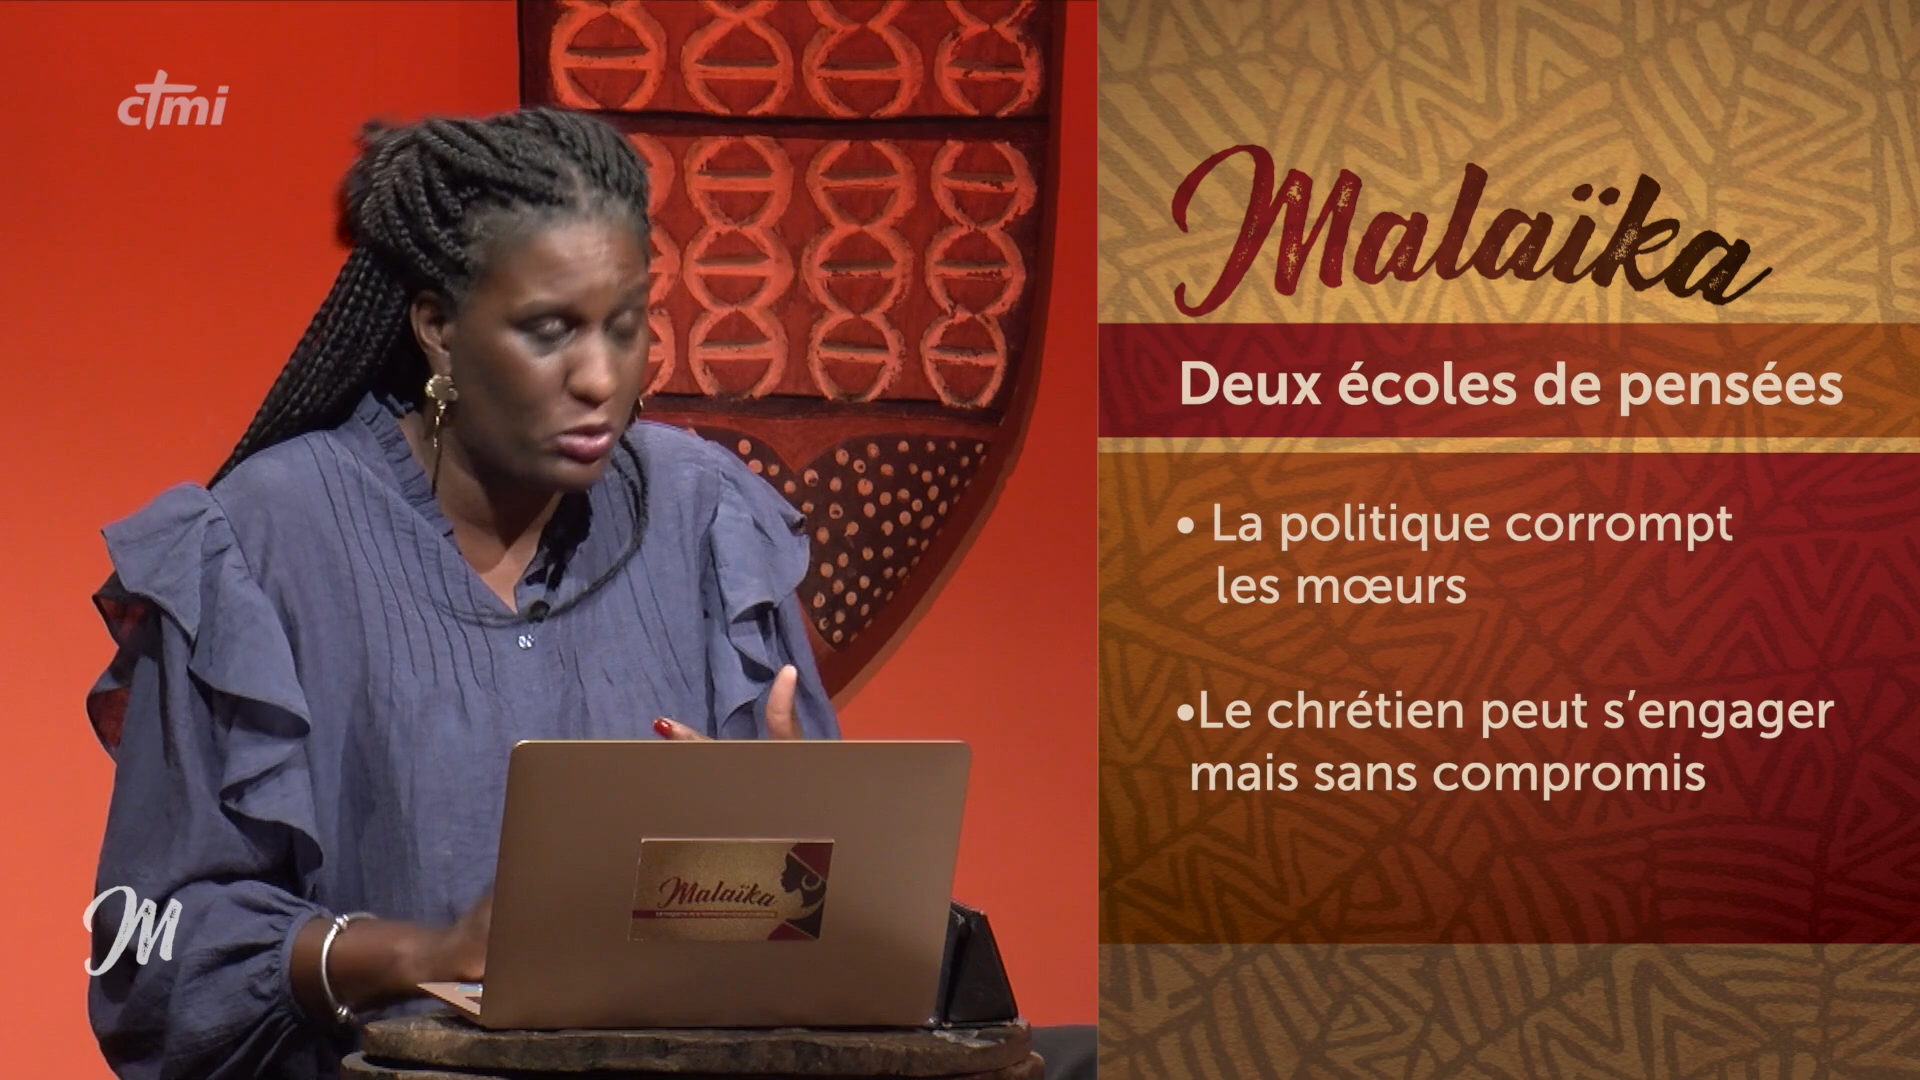 ctmi
Malaïka
Deux écoles de pensées
• La politique corrompt
les mœurs
•Le chrétien peut s’engager
mais sans compromis
Malaïka
M